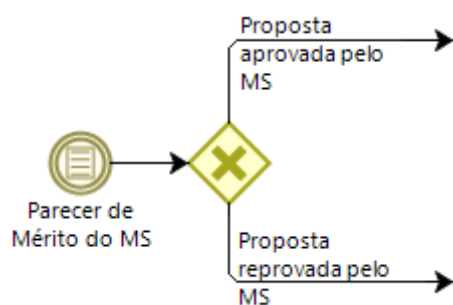 Proposta
aprovada pelo
MS
Parecer de
Mérito do MS
Proposta
reprovada pelo
MS